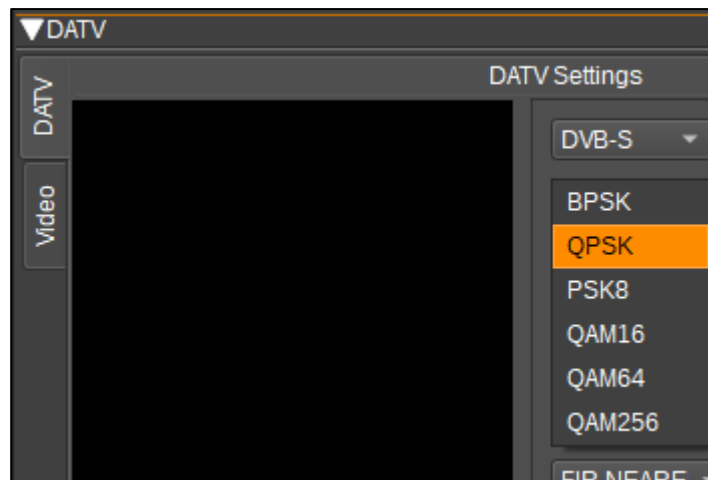 ▼DATV
DATV Settings
DATV
Video
DVB-S
BPSK
QPSK
PSK8
QAM16
QAM64
QAM256